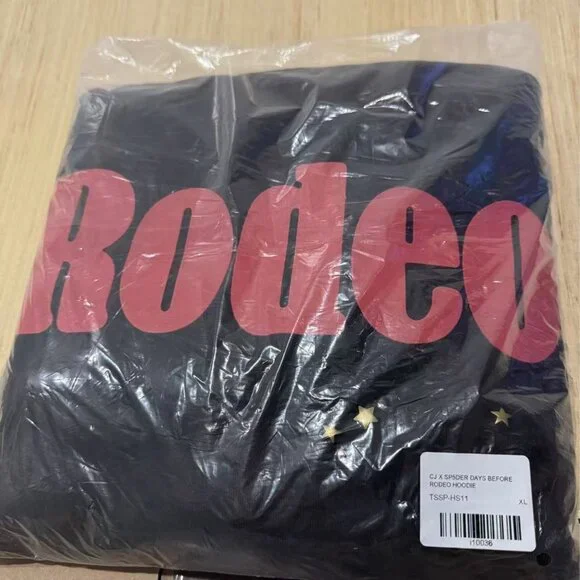 Rodeo
CJ X SP5DER DAYS BEFORE
RODEO HOODIE
TSSP-HS11
XL
I10036